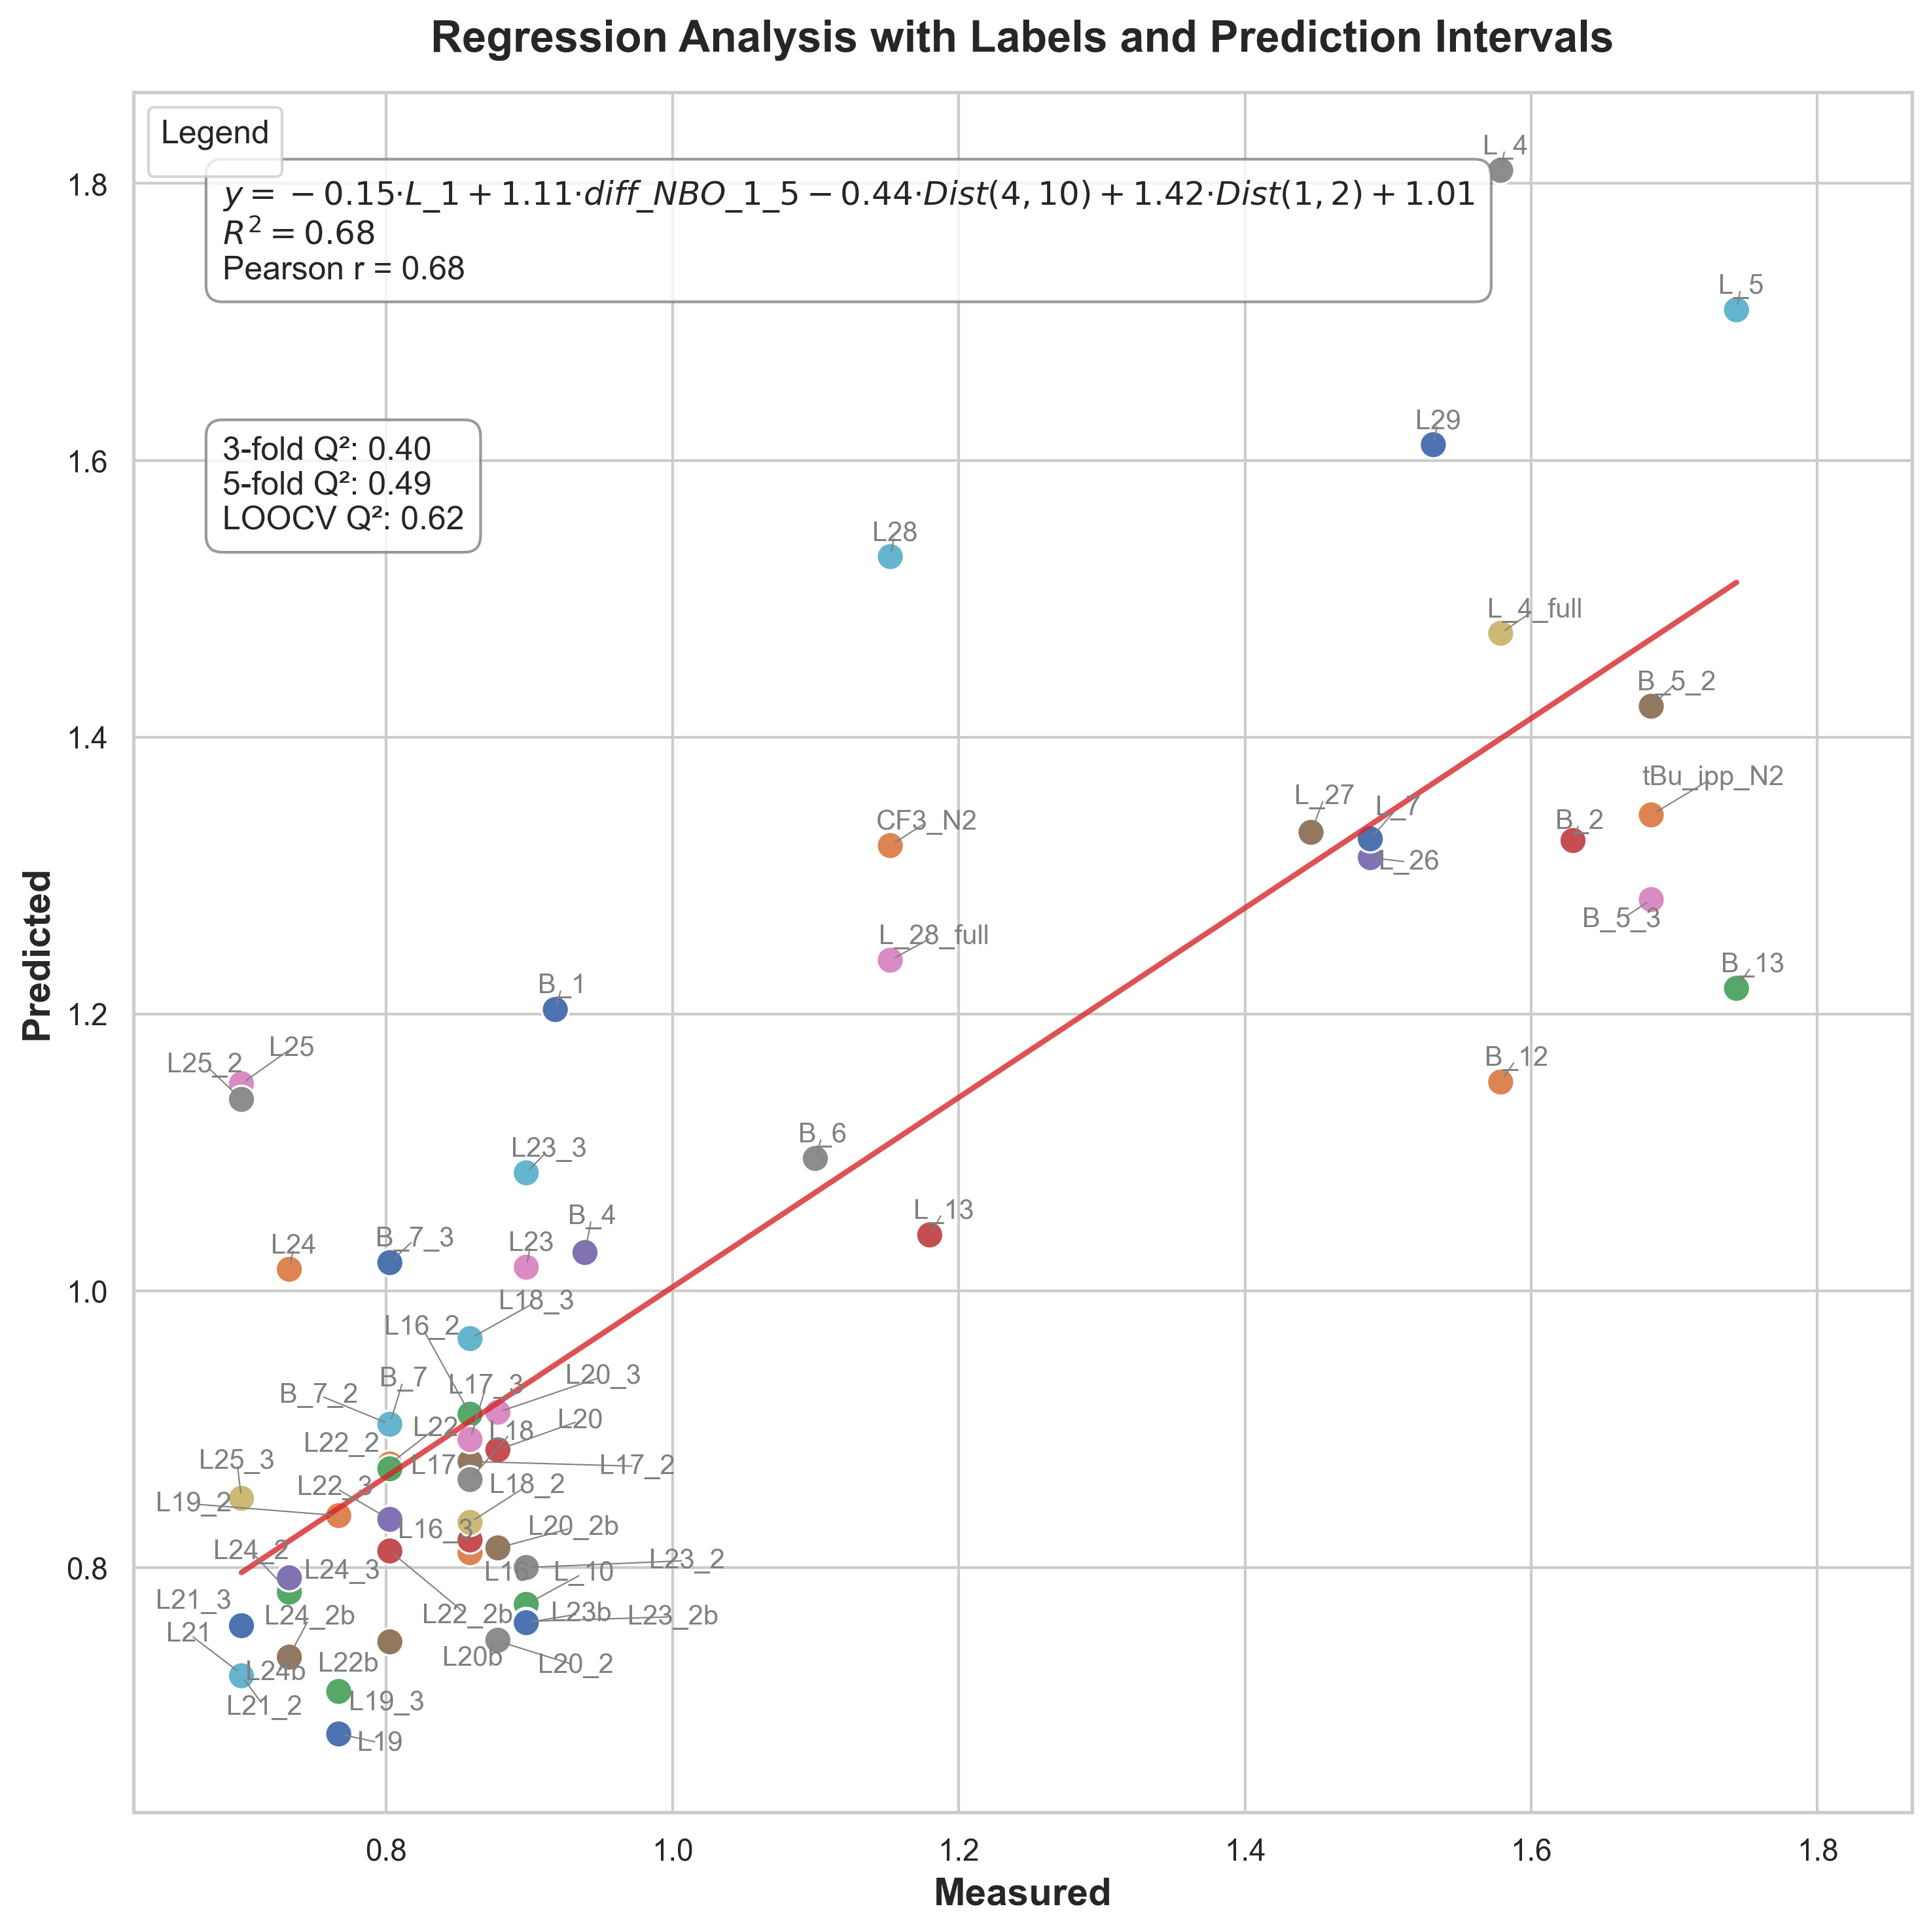 Regression Analysis with Labels and Prediction Intervals
Legend
y = −0.15·L_1 + 1.11·diff_NBO_1_5 − 0.44·Dist(4, 10) + 1.42·Dist(1, 2) + 1.01
R² = 0.68
Pearson r = 0.68
3-fold Q²: 0.40
5-fold Q²: 0.49
LOOCV Q²: 0.62
L_4
L_5
L29
L28
L_4_full
B_5_2
tBu_ipp_N2
L_27
L_7
B_2
CF3_N2
L_26
B_5_3
L_28_full
B_13
B_1
L25
L25_2
B_12
B_6
L23_3
L_13
B_4
L24
B_7_3
L23
L18_3
L16_2
B_7
L17_3
L20_3
B_7_2
L22
L18
L20
L22_2
L25_3
L17
L17_2
L22_3
L18_2
L19_2
L16_3
L20_2b
L24_2
L24_3
L16
L_10
L23_2
L21_3
L24_2b
L22_2b
L23b
L23_2b
L21
L24b
L22b
L20b
L20_2
L21_2
L19_3
L19
1.8
1.6
1.4
1.2
1.0
0.8
Predicted
0.8
1.0
1.2
1.4
1.6
1.8
Measured